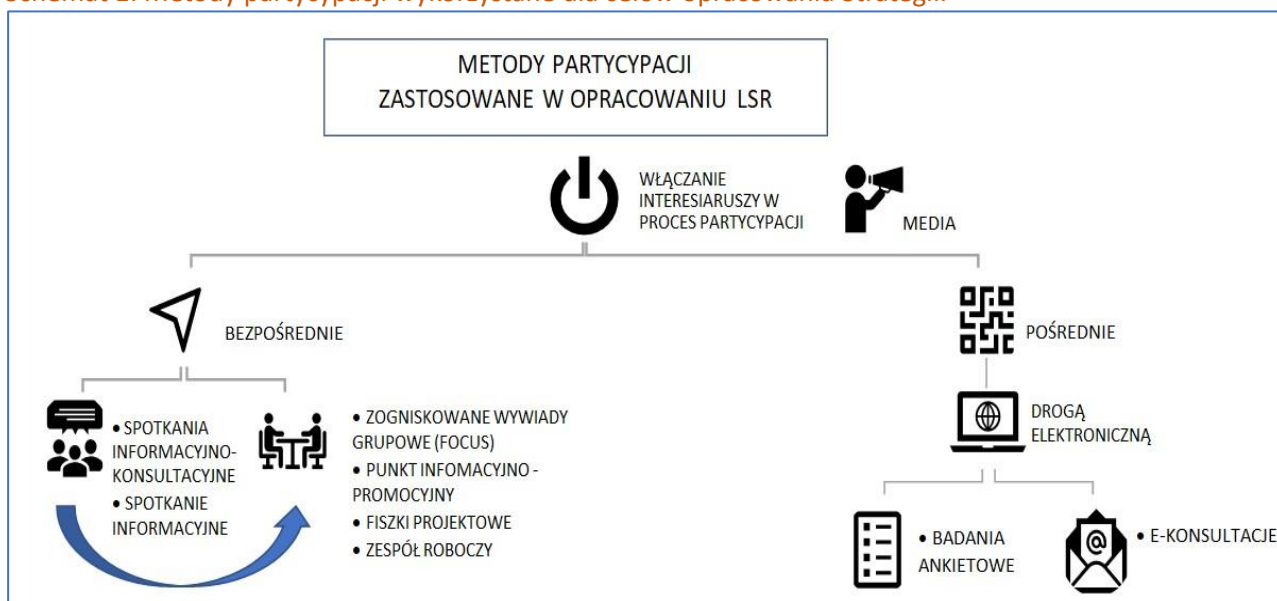 METODY PARTYCYPACJI
ZASTOSOWANE W OPRACOWANIU LSR
WŁĄCZANIE
INTERESIARUSZY W
PROCES PARTYCYPACJI
MEDIA
BEZPOŚREDNIE
POŚREDNIE
• SPOTKANIA
INFORMACYJNO-
KONSULTACYJNE
• SPOTKANIE
INFORMACYJNE
• ZOGNISKOWANE WYWIADY
GRUPOWE (FOCUS)
• PUNKT INFOMACYJNO -
PROMOCYJNY
• FISZKI PROJEKTOWE
• ZESPÓŁ ROBOCZY
DROGĄ
ELEKTRONICZNĄ
• BADANIA
ANKIETOWE
@
• E-KONSULTACJE